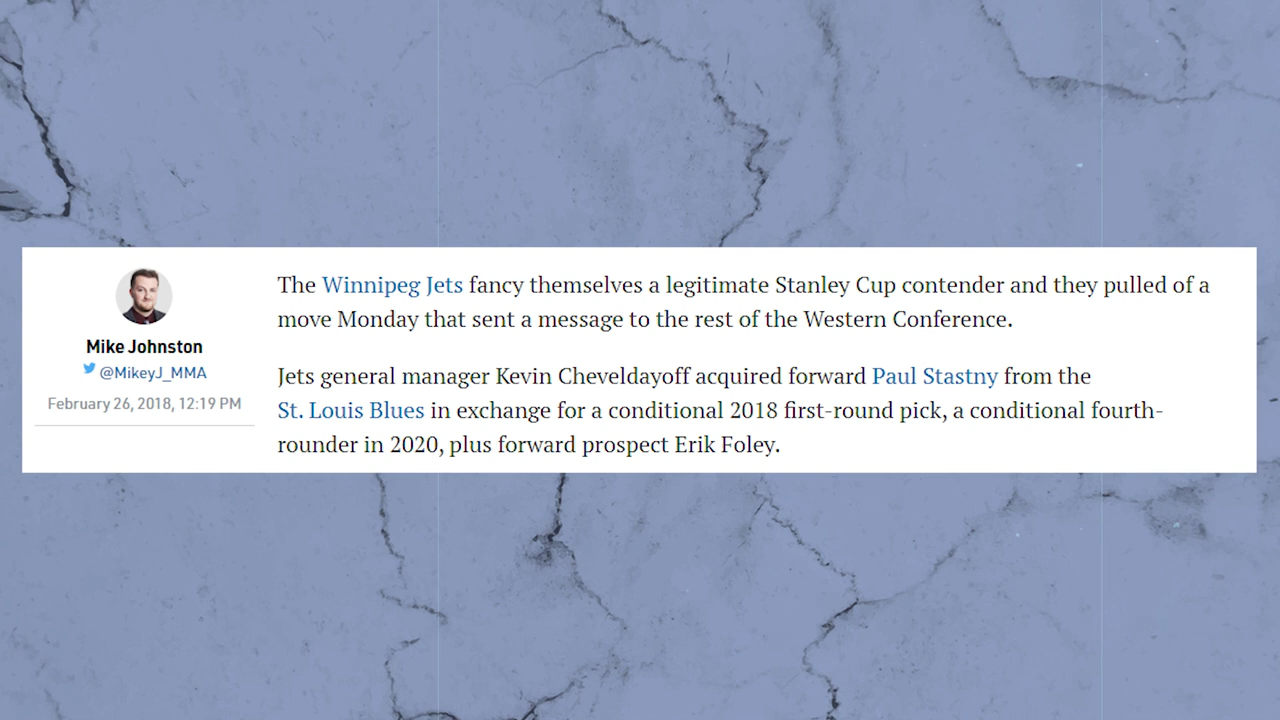 Mike Johnston
@MikeyJ_MMA
February 26, 2018, 12:19 PM
The Winnipeg Jets fancy themselves a legitimate Stanley Cup contender and they pulled of a
move Monday that sent a message to the rest of the Western Conference.
Jets general manager Kevin Cheveldayoff acquired forward Paul Stastny from the
St. Louis Blues in exchange for a conditional 2018 first-round pick, a conditional fourth-
rounder in 2020, plus forward prospect Erik Foley.